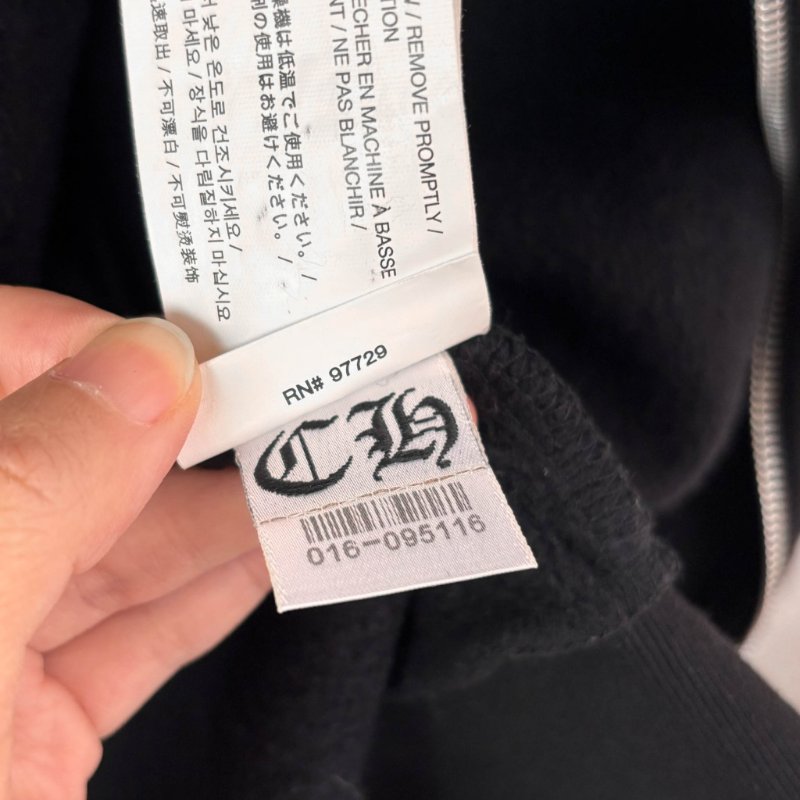 / REMOVE PROMPTLY /
ÉCHER EN MACHINE À BASSE
NT / NE PAS BLANCHIR /
燥機は低温でご使用ください。/
剤の使用はお避けください。/
낮은 온도로 건조시키세요 /
지 마세요 / 장식을 다림질하지 마십시오
速取出 / 不可漂白 / 不可熨烫装饰
RN# 97729
CH
016-095116